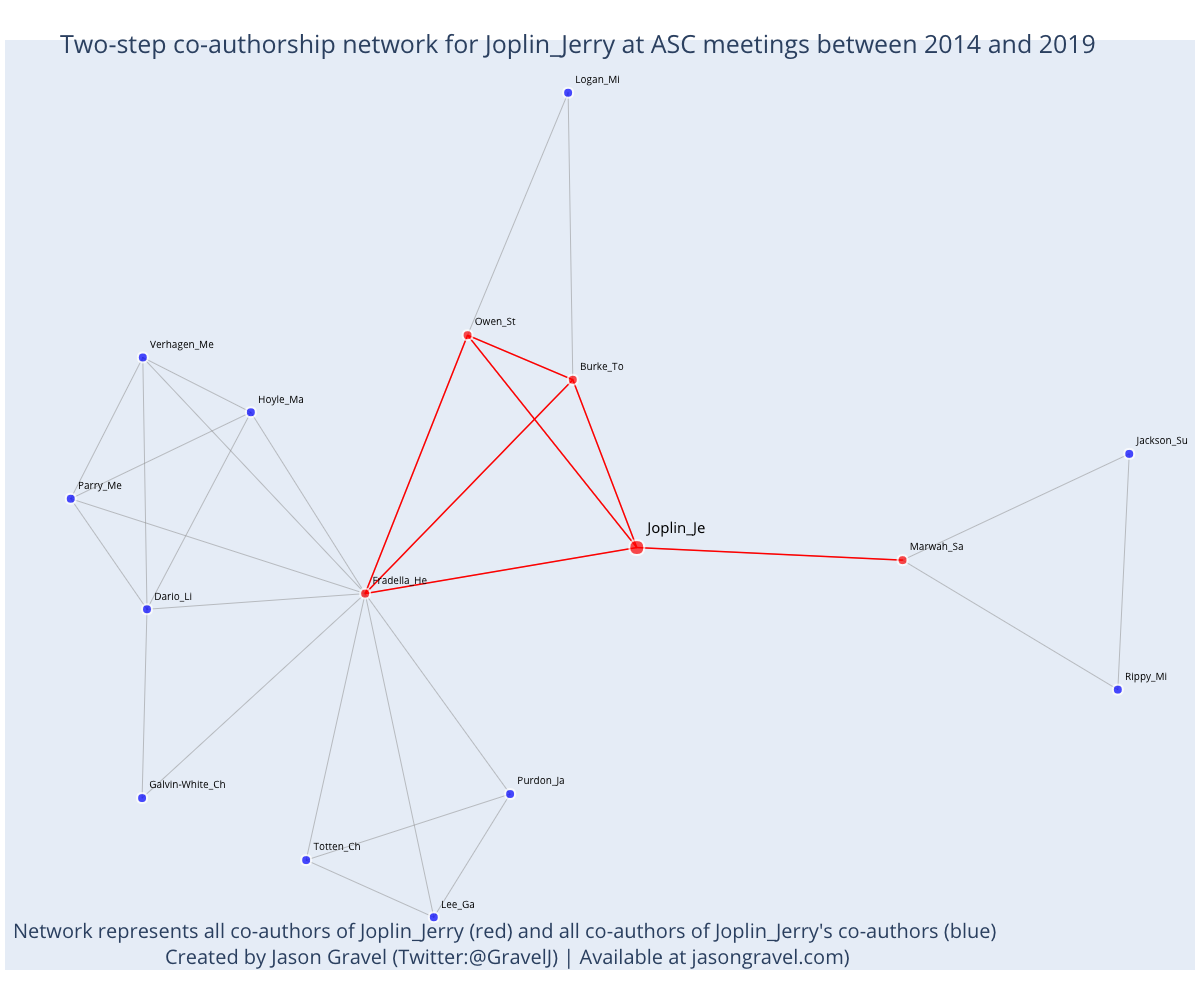 Two-step co-authorship network for Joplin_Jerry at ASC meetings between 2014 and 2019
Logan_Mi
Owen_St
Verhagen_Me
Burke_To
Hoyle_Ma
Jackson_Su
Parry_Me
Joplin_Je
Marwah_Sa
Fradella_He
Dario_Li
Rippy_Mi
Purdon_Ja
Galvin-White_Ch
Totten_Ch
Lee_Ga
Network represents all co-authors of Joplin_Jerry (red) and all co-authors of Joplin_Jerry's co-authors (blue)
Created by Jason Gravel (Twitter:@GravelJ) | Available at jasongravel.com)